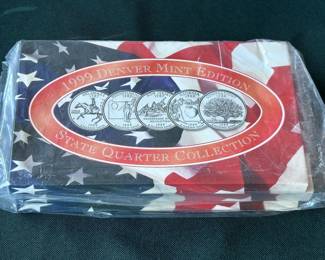 1999 DENVER MINT EDITION
STATE QUARTER COLLECTION